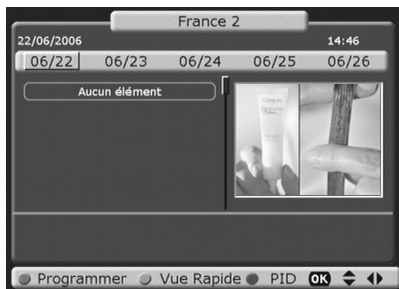 France 2
22/06/2006 14:46
06/22 06/23 06/24 06/25 06/26
Aucun élément
Programmer Vue Rapide PID OK